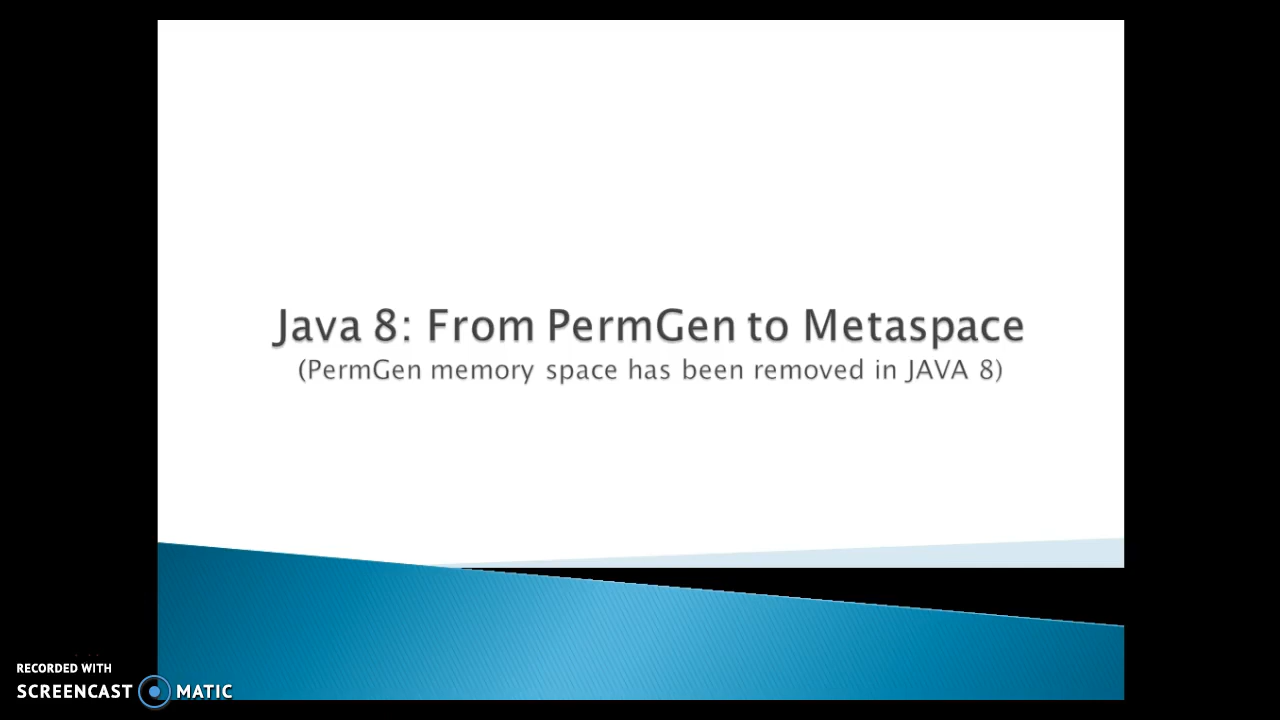 Java 8: From PermGen to Metaspace
(PermGen memory space has been removed in JAVA 8)
RECORDED WITH
SCREENCAST MATIC